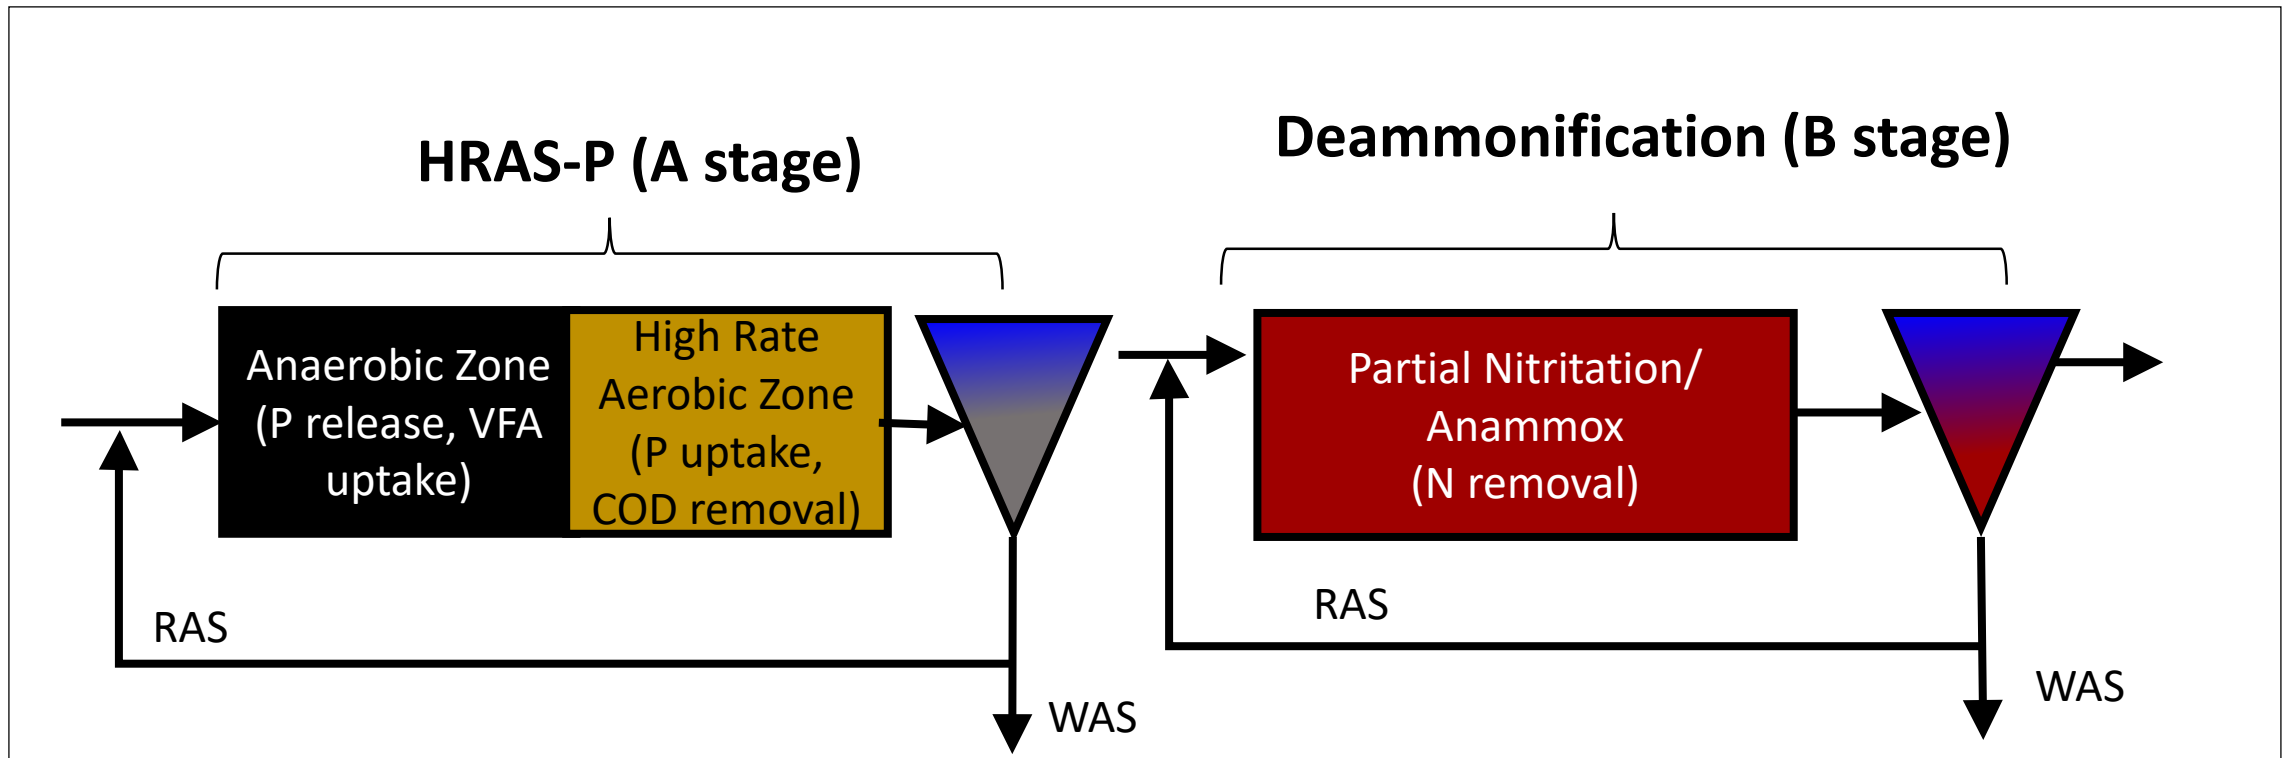 HRAS-P (A stage)
Deammonification (B stage)
Anaerobic Zone
(P release, VFA
uptake)
High Rate
Aerobic Zone
(P uptake,
COD removal)
Partial Nitritation/
Anammox
(N removal)
RAS
WAS
RAS
WAS